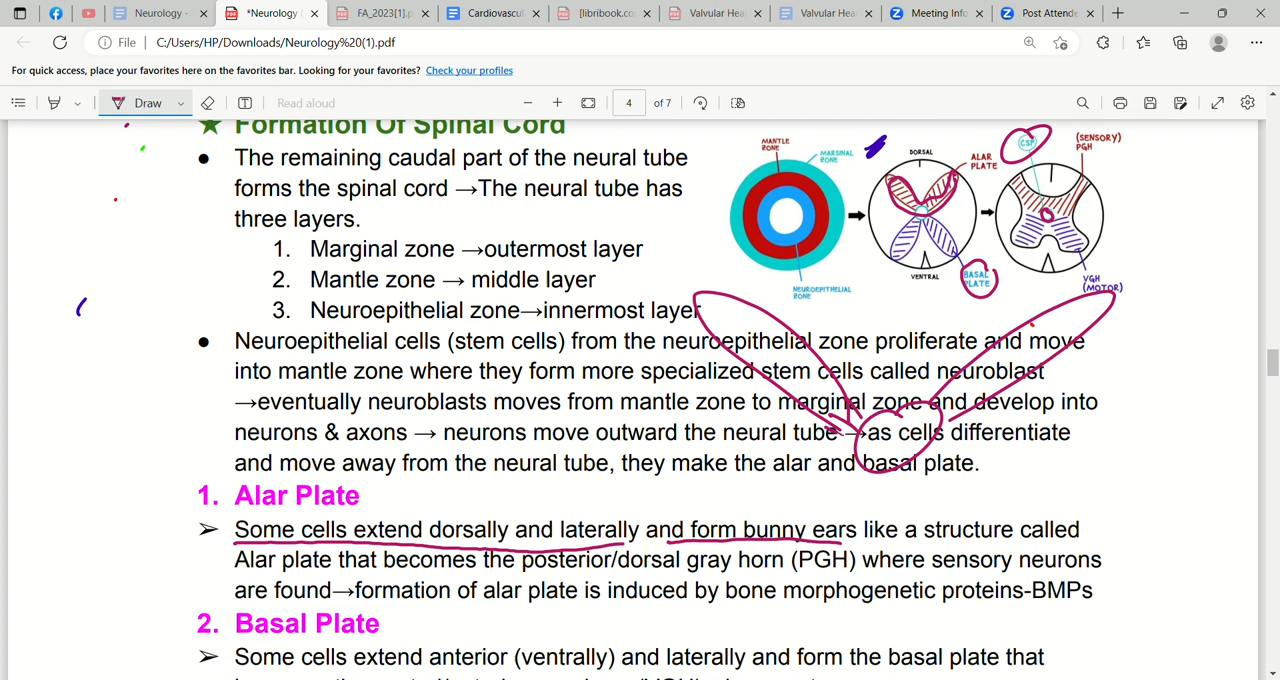 Neurology -
*Neurology (
FA_2023[1].p
Cardiovascu
[libribook.co
Valvular Hea
Valvular Hea
Meeting Info
Post Attende
File
C:/Users/HP/Downloads/Neurology%20(1).pdf
For quick access, place your favorites here on the favorites bar. Looking for your favorites? Check your profiles
Draw
Read aloud
4
of 7
★ Formation Of Spinal Cord
● The remaining caudal part of the neural tube
forms the spinal cord →The neural tube has
three layers.
1. Marginal zone →outermost layer
2. Mantle zone → middle layer
3. Neuroepithelial zone→innermost layer
MANTLE
ZONE
MARSINAL
ZONE
NEUROEPITHELIAL
ZONE
DORSAL
ALAR
PLATE
BASAL
PLATE
VENTRAL
CSF
(SENSORY)
PGH
VGH
(MOTOR)
● Neuroepithelial cells (stem cells) from the neuroepithelial zone proliferate and move
into mantle zone where they form more specialized stem cells called neuroblast
→eventually neuroblasts moves from mantle zone to marginal zone and develop into
neurons & axons → neurons move outward the neural tube →as cells differentiate
and move away from the neural tube, they make the alar and basal plate.
1. Alar Plate
➢ Some cells extend dorsally and laterally and form bunny ears like a structure called
Alar plate that becomes the posterior/dorsal gray horn (PGH) where sensory neurons
are found→formation of alar plate is induced by bone morphogenetic proteins-BMPs
2. Basal Plate
➢ Some cells extend anterior (ventrally) and laterally and form the basal plate that